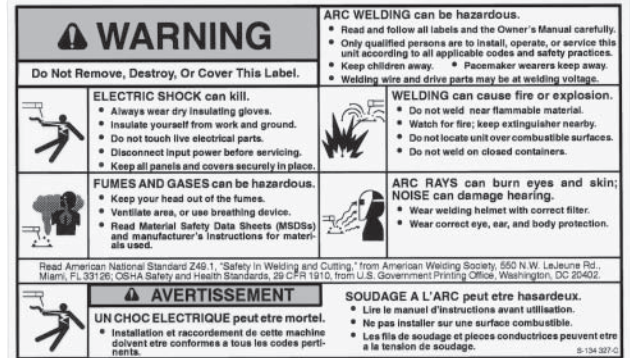 WARNING
Do Not Remove, Destroy, Or Cover This Label.
ARC WELDING can be hazardous.
• Read and follow all labels and the Owner's Manual carefully.
• Only qualified persons are to install, operate, or service this
unit according to all applicable codes and safety practices.
• Keep children away. • Pacemaker wearers keep away.
• Welding wire and drive parts may be at welding voltage.
ELECTRIC SHOCK can kill.
• Always wear dry insulating gloves.
• Insulate yourself from work and ground.
• Do not touch live electrical parts.
• Disconnect input power before servicing.
• Keep all panels and covers securely in place.
WELDING can cause fire or explosion.
• Do not weld near flammable material.
• Watch for fire; keep extinguisher nearby.
• Do not locate unit over combustible surfaces.
• Do not weld on closed containers.
FUMES AND GASES can be hazardous.
• Keep your head out of the fumes.
• Ventilate area, or use breathing device.
• Read Material Safety Data Sheets (MSDSs)
and manufacturer's instructions for materi-
als used.
ARC RAYS can burn eyes and skin;
NOISE can damage hearing.
• Wear welding helmet with correct filter.
• Wear correct eye, ear, and body protection.
Read American National Standard Z49.1, "Safety in Welding and Cutting," from American Welding Society, 550 N.W. LeJeune Rd.,
Miami, FL 33126; OSHA Safety and Health Standards, 29 CFR 1910, from U.S. Government Printing Office, Washington, DC 20402.
AVERTISSEMENT
UN CHOC ELECTRIQUE peut etre mortel.
• Installation et raccordement de cette machine
doivent etre conformes a tous les codes perti-
nents.
SOUDAGE A L'ARC peut etre hasardeux.
• Lire le manuel d'instructions avant utilisation.
• Ne pas installer sur une surface combustible.
• Les fils de soudage et pieces conductrices peuvent etre
a la tension de soudage.
S-134 327-C